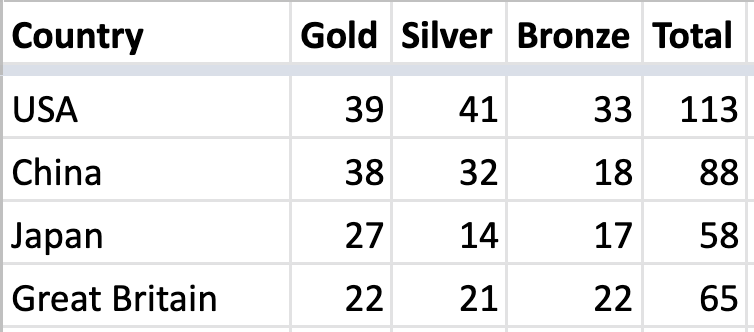 Country Gold Silver Bronze Total
USA 39 41 33 113
China 38 32 18 88
Japan 27 14 17 58
Great Britain 22 21 22 65